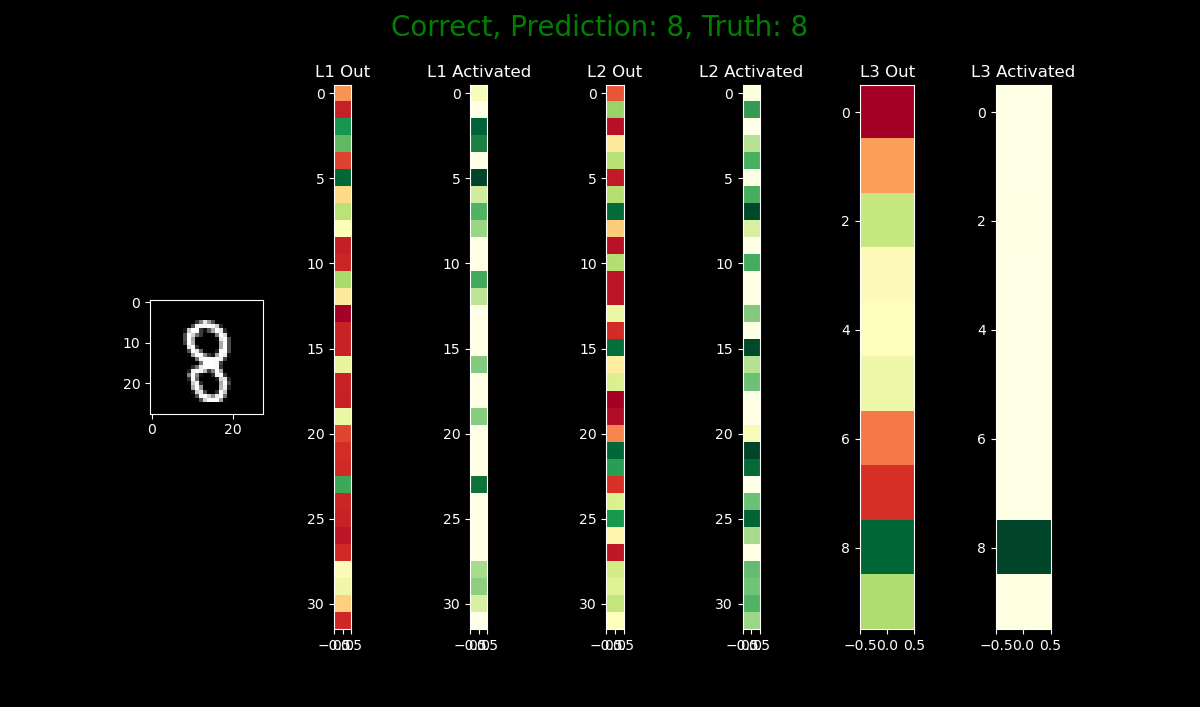 Correct, Prediction: 8, Truth: 8
L1 Out L1 Activated L2 Out L2 Activated L3 Out L3 Activated
0 0 0 0 0 0
5 5 5 5 2 2
10 10 10 10 4 4
15 15 15 15 6 6
20 20 20 20 8 8
25 25 25 25
30 30 30 30
0
10
20
0 20
8
−0.5 0.0 0.5 −0.5 0.0 0.5